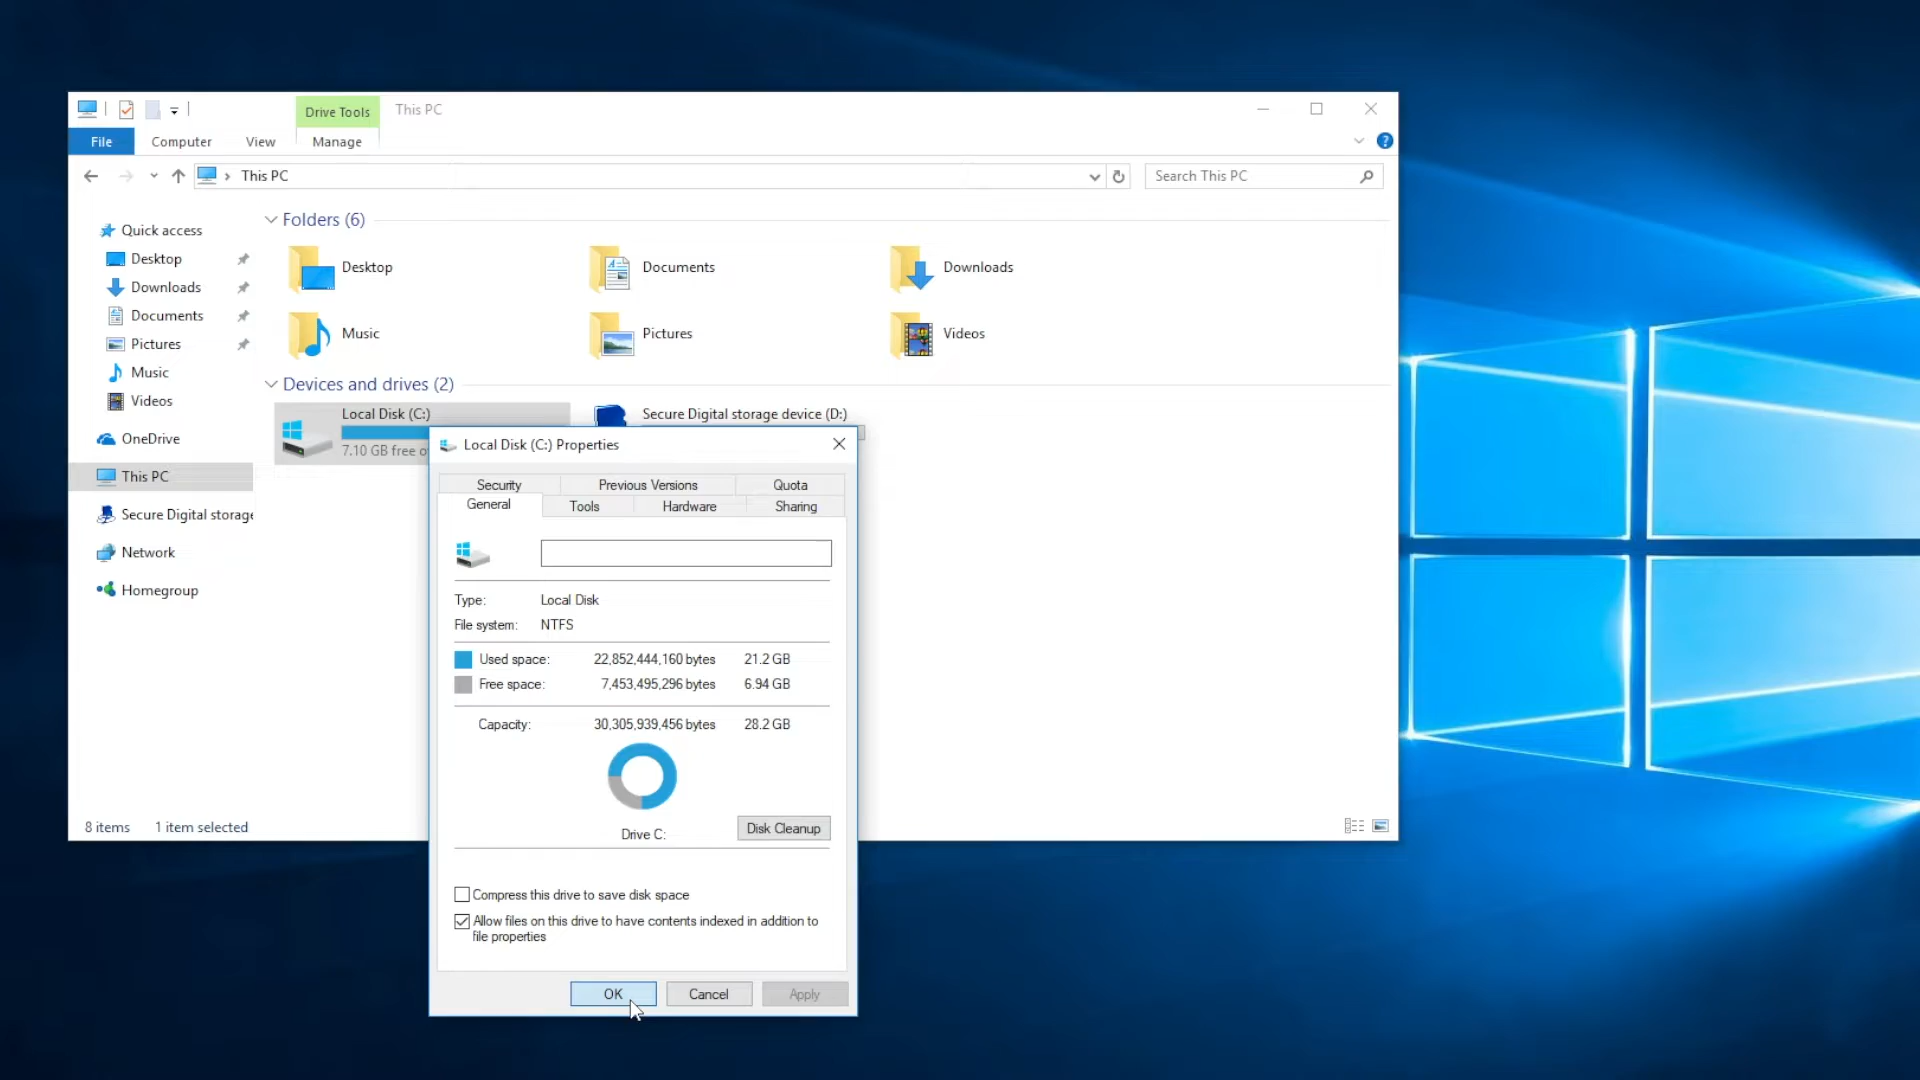 Drive Tools
This PC
File
Computer
View
Manage
This PC
Search This PC
Quick access
Desktop
Downloads
Documents
Pictures
Music
Videos
OneDrive
This PC
Secure Digital storage
Network
Homegroup
Folders (6)
Desktop
Documents
Downloads
Music
Pictures
Videos
Devices and drives (2)
Local Disk (C:)
7.10 GB free o
Secure Digital storage device (D:)
Local Disk (C:) Properties
Security
Previous Versions
Quota
General
Tools
Hardware
Sharing
Type: Local Disk
File system: NTFS
Used space: 22,852,444,160 bytes 21.2 GB
Free space: 7,453,495,296 bytes 6.94 GB
Capacity: 30,305,939,456 bytes 28.2 GB
Drive C:
Disk Cleanup
Compress this drive to save disk space
Allow files on this drive to have contents indexed in addition to
file properties
OK
Cancel
Apply
8 items
1 item selected